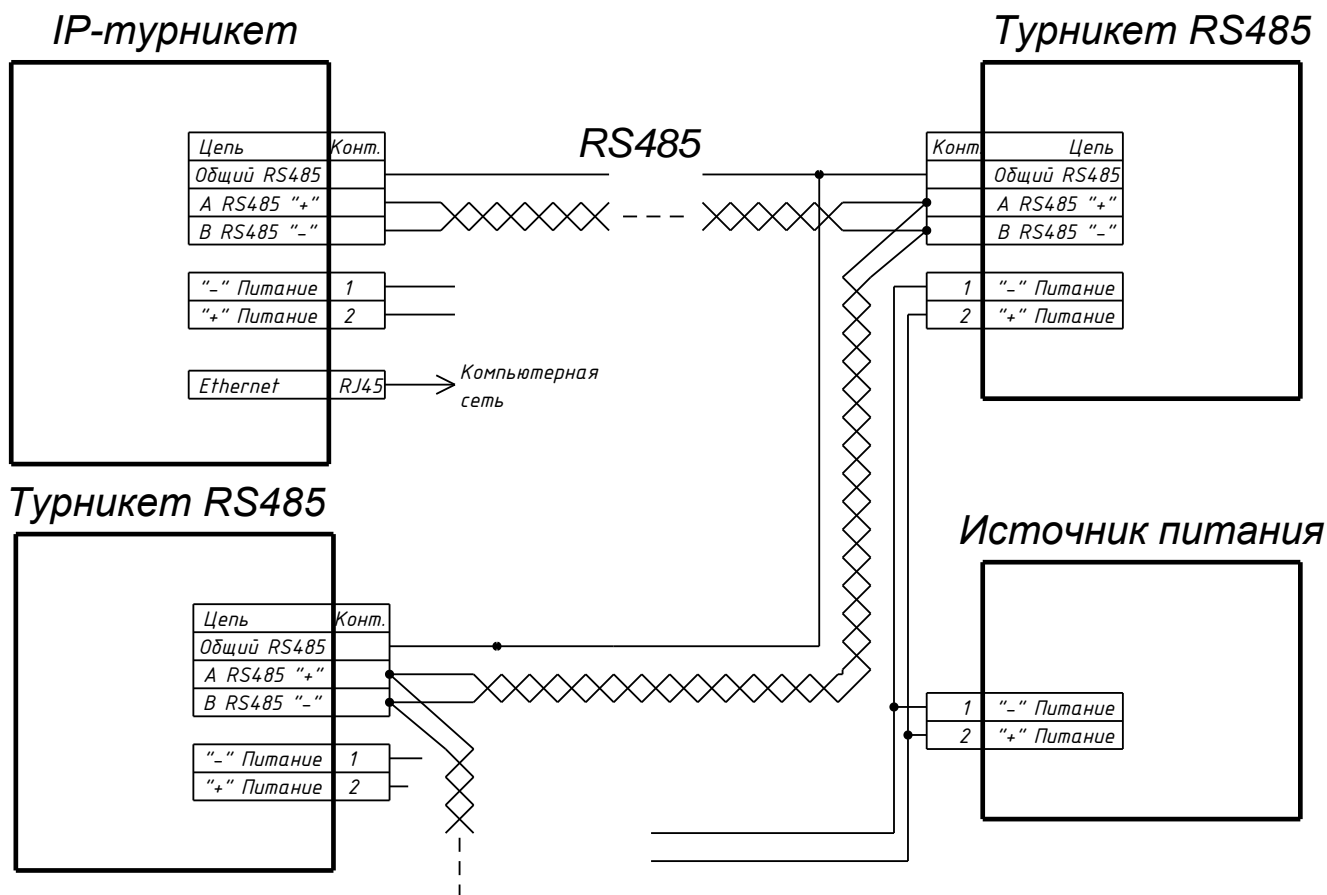 IP-турникет
Турникет RS485
RS485
Цепь Конт.
Общий RS485
A RS485 "+"
B RS485 "-"
"-" Питание 1
"+" Питание 2
Ethernet RJ45
Компьютерная
сеть
Конт. Цепь
Общий RS485
A RS485 "+"
B RS485 "-"
1 "-" Питание
2 "+" Питание
Турникет RS485
Цепь Конт.
Общий RS485
A RS485 "+"
B RS485 "-"
"-" Питание 1
"+" Питание 2
Источник питания
1 "-" Питание
2 "+" Питание